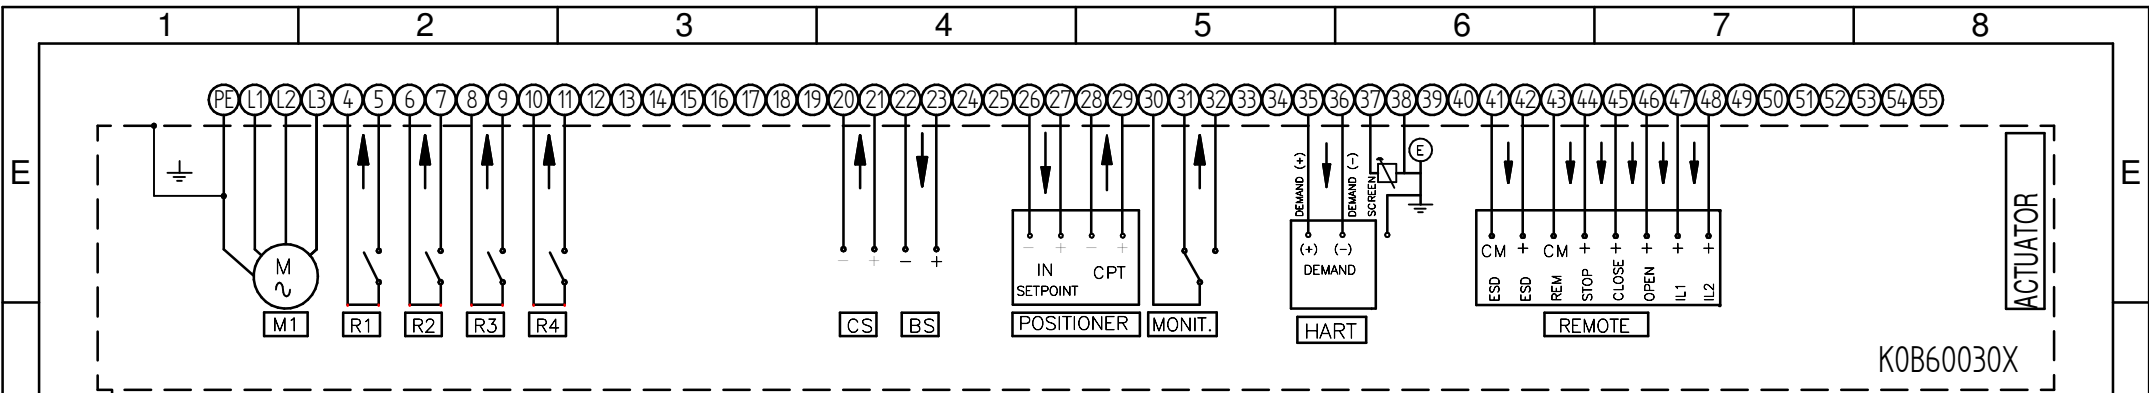 1 2 3 4 5 6 7 8
PE L1 L2 L3 4 5 6 7 8 9 10 11 12 13 14 15 16 17 18 19 20 21 22 23 24 25 26 27 28 29 30 31 32 33 34 35 36 37 38 39 40 41 42 43 44 45 46 47 48 49 50 51 52 53 54 55
E
E
M
M1
R1
R2
R3
R4
- +
CS
- +
BS
- + - +
IN
SETPOINT
CPT
POSITIONER
MONIT.
DEMAND (+)
DEMAND (-)
SCREEN
E
(+) (-)
DEMAND
HART
CM + CM + + + + +
ESD
ESD
REM
STOP
CLOSE
OPEN
IL1
IL2
REMOTE
ACTUATOR
K0B60030X